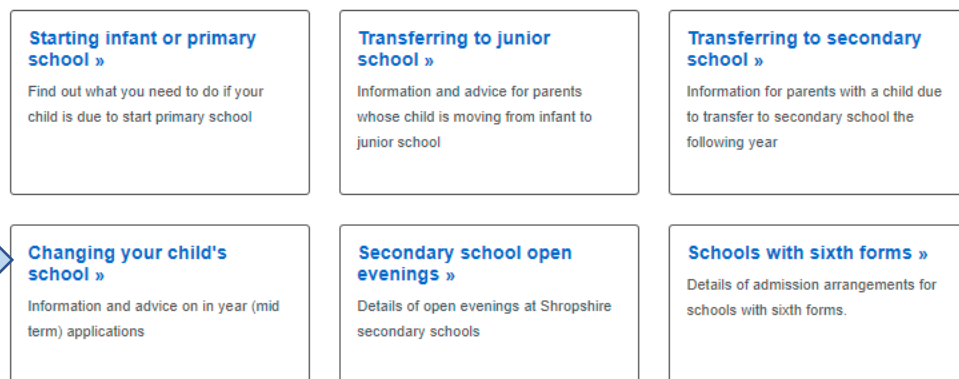 Starting infant or primary
school »
Find out what you need to do if your
child is due to start primary school
Transferring to junior
school »
Information and advice for parents
whose child is moving from infant to
junior school
Transferring to secondary
school »
Information for parents with a child due
to transfer to secondary school the
following year
Changing your child's
school »
Information and advice on in year (mid
term) applications
Secondary school open
evenings »
Details of open evenings at Shropshire
secondary schools
Schools with sixth forms »
Details of admission arrangements for
schools with sixth forms.